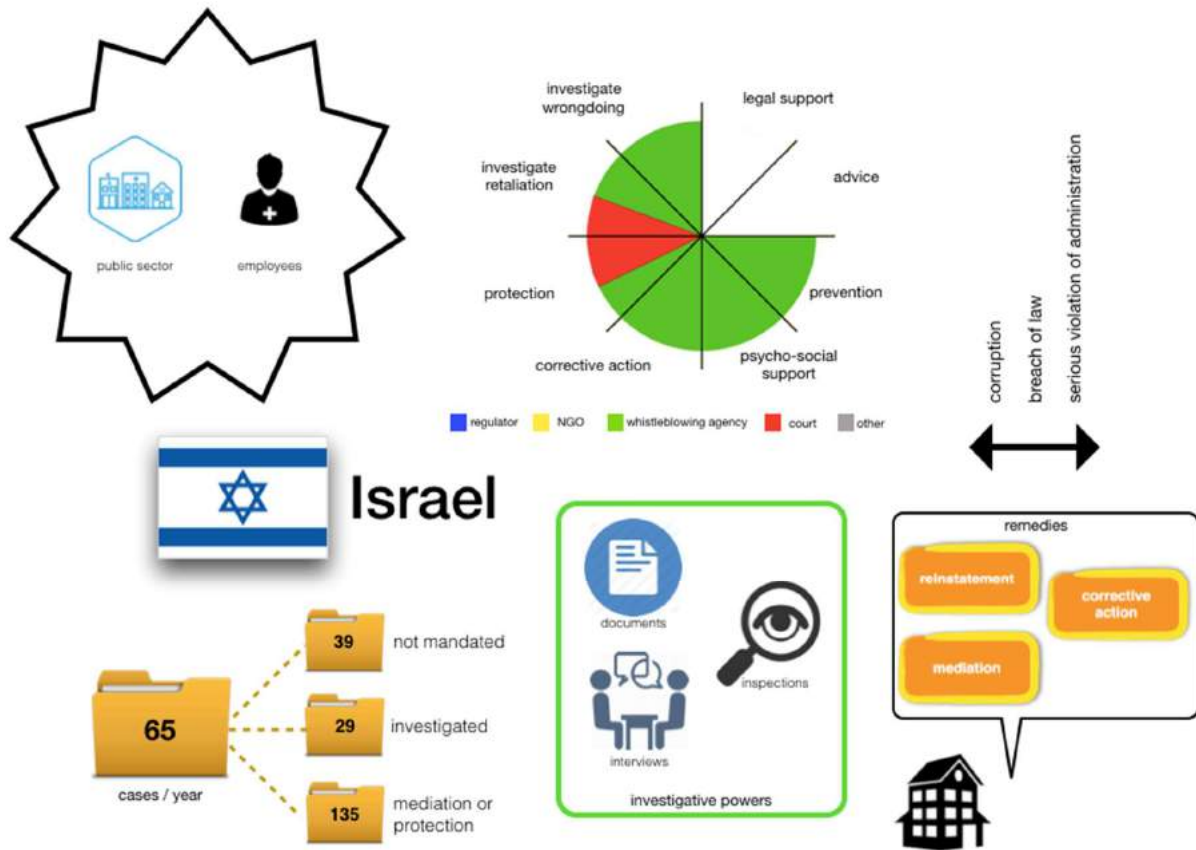 public sector
employees
investigate
wrongdoing
legal support
investigate
retaliation
advice
protection
prevention
corrective action
psycho-social
support
regulator
NGO
whistleblowing agency
court
other
corruption
breach of law
serious violation of administration
Israel
65
cases / year
39
not mandated
29
investigated
135
mediation or
protection
documents
inspections
interviews
investigative powers
remedies
reinstatement
corrective
action
mediation